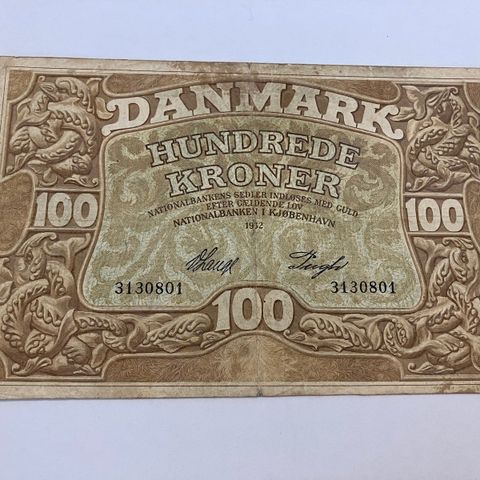 DANMARK
HUNDREDE
KRONER
NATIONALBANKENS SEDLER INDLØSES MED GULD
EFTER GÆLDENDE LOV
NATIONALBANKEN I KJØBENHAVN
1932
100 100
3130801 3130801
100